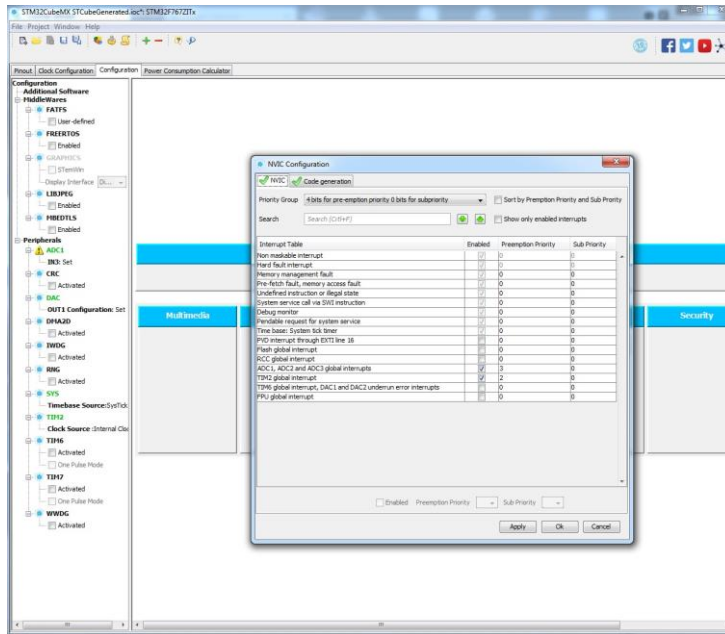 STM32CubeMX STCubeGenerated.ioc*: STM32F767ZITx
File Project Window Help
Pinout Clock Configuration Configuration Power Consumption Calculator
Configuration
Additional Software
MiddleWares
FATFS
User-defined
FREERTOS
Enabled
GRAPHICS
STemWin
Display Interface Di...
LIBJPEG
Enabled
MBEDTLS
Enabled
Peripherals
ADC1
IN3: Set
CRC
Activated
DAC
OUT1 Configuration: Set
DMA2D
Activated
IWDG
Activated
RNG
Activated
SYS
Timebase Source:SysTick
TIM2
Clock Source :Internal Cloc
TIM6
Activated
One Pulse Mode
TIM7
Activated
One Pulse Mode
WWDG
Activated
Multimedia
Security
NVIC Configuration
NVIC Code generation
Priority Group 4 bits for pre-emption priority 0 bits for subpriority Sort by Premption Priority and Sub Prority
Search Search (Ctrl+F) Show only enabled interrupts
Interrupt Table Enabled Preemption Priority Sub Priority
Non maskable interrupt 0 0
Hard fault interrupt 0 0
Memory management fault 0 0
Pre-fetch fault, memory access fault 0 0
Undefined instruction or illegal state 0 0
System service call via SWI instruction 0 0
Debug monitor 0 0
Pendable request for system service 0 0
Time base: System tick timer 0 0
PVD interrupt through EXTI line 16 0 0
Flash global interrupt 0 0
RCC global interrupt 0 0
ADC1, ADC2 and ADC3 global interrupts 3 0
TIM2 global interrupt 2 0
TIM6 global interrupt, DAC1 and DAC2 underrun error interrupts 0 0
FPU global interrupt 0 0
Enabled Preemption Priority Sub Priority
Apply Ok Cancel